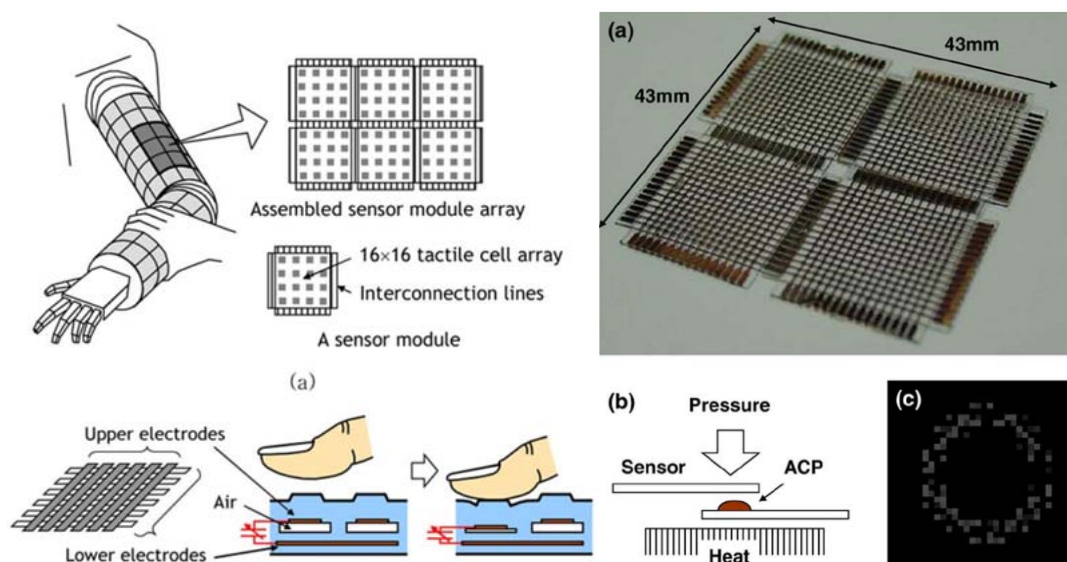 Assembled sensor module array
16×16 tactile cell array
Interconnection lines
A sensor module
(a)
Upper electrodes
Air
Lower electrodes
(a)
43mm
43mm
(b)
Pressure
Sensor
ACP
Heat
(c)